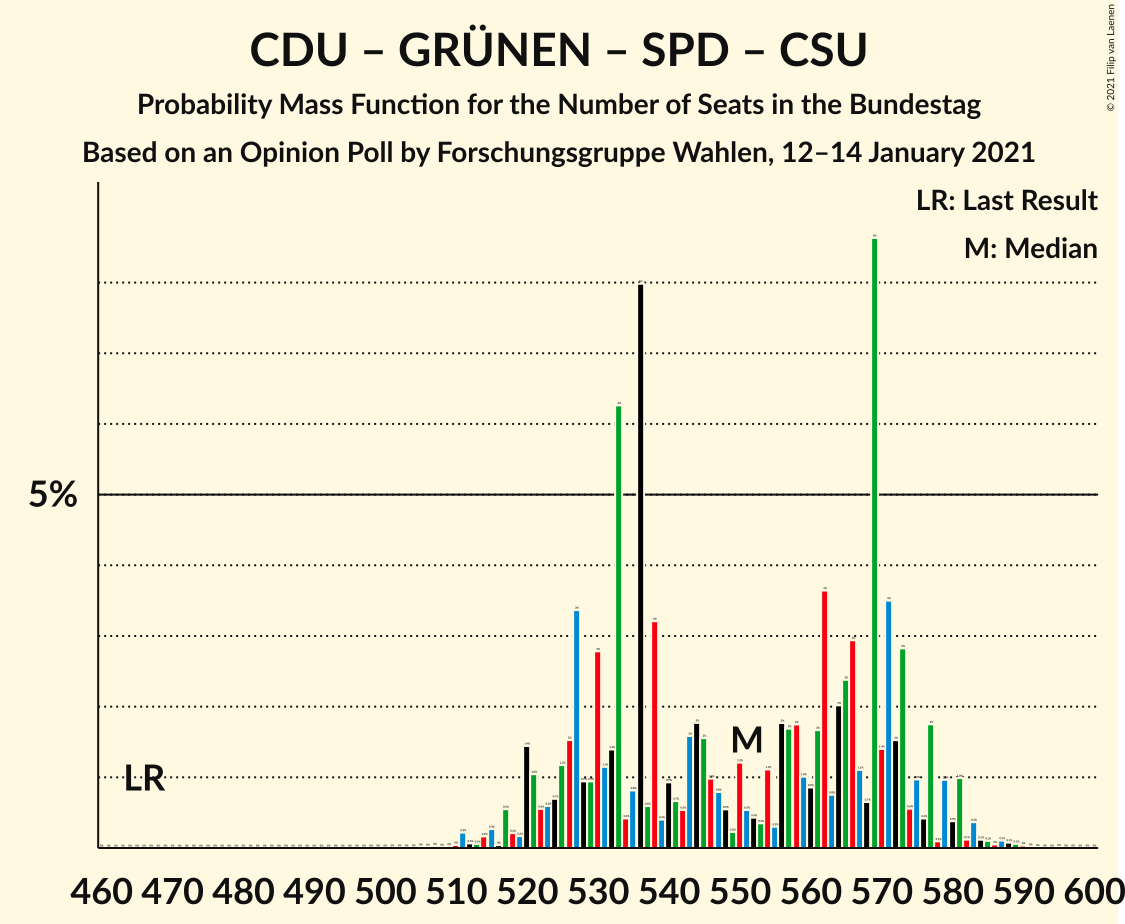 CDU – GRÜNEN – SPD – CSU
Probability Mass Function for the Number of Seats in the Bundestag
Based on an Opinion Poll by Forschungsgruppe Wahlen, 12–14 January 2021
© 2021 Filip van Laenen
LR: Last Result
M: Median
5%
M
LR
460 470 480 490 500 510 520 530 540 550 560 570 580 590 600